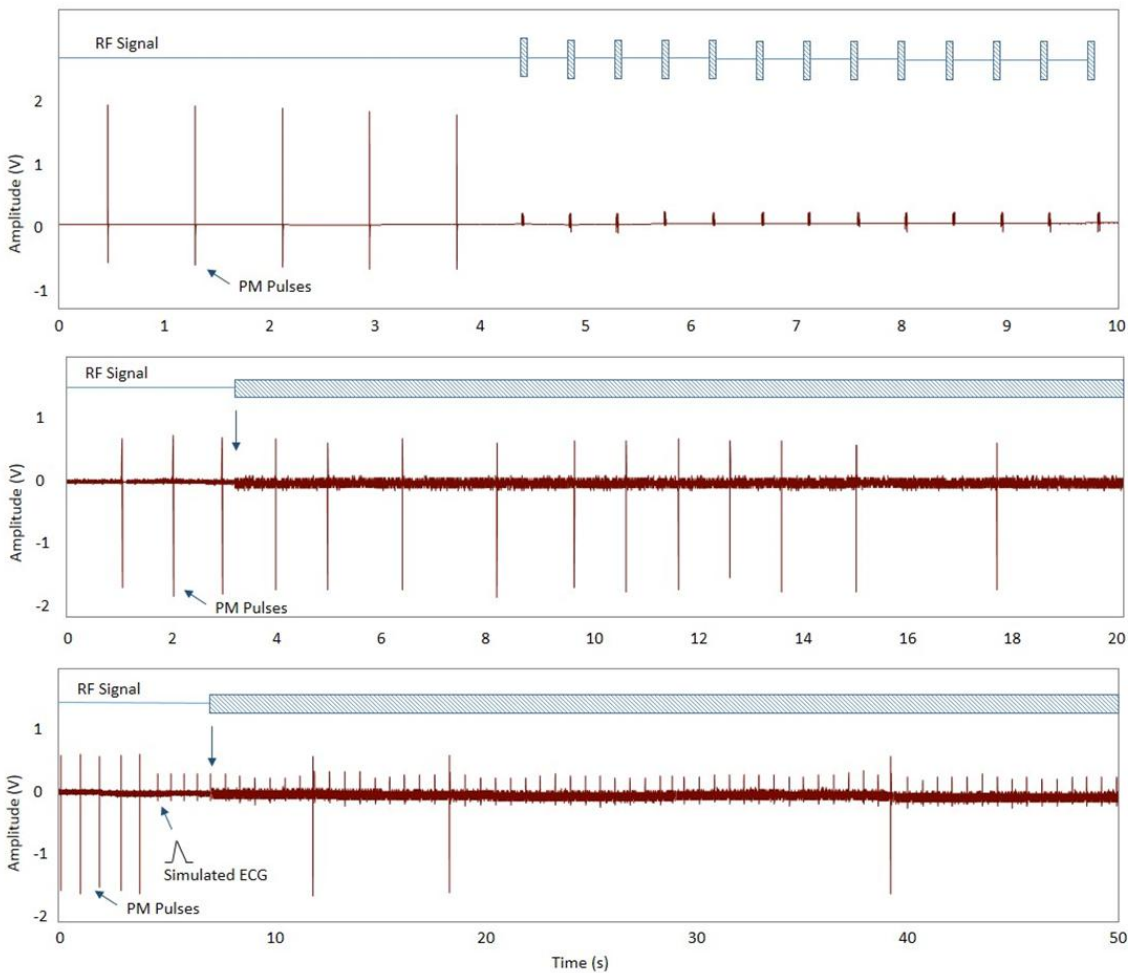 RF Signal
2
1
0
-1
Amplitude (V)
PM Pulses
0 1 2 3 4 5 6 7 8 9 10
RF Signal
1
0
-1
-2
Amplitude (V)
PM Pulses
0 2 4 6 8 10 12 14 16 18 20
RF Signal
1
0
-1
-2
Amplitude (V)
Simulated ECG
PM Pulses
0 10 20 30 40 50
Time (s)